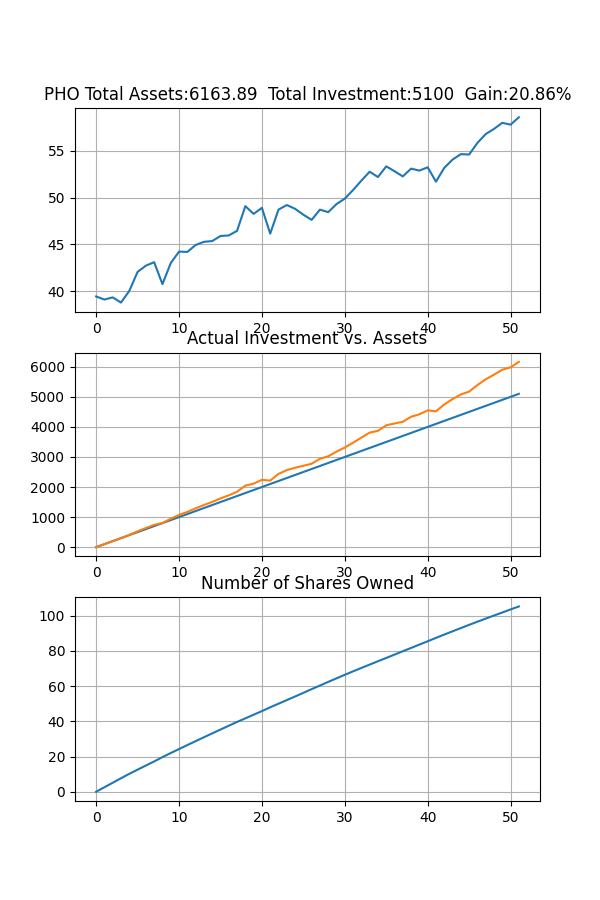 PHO Total Assets:6163.89  Total Investment:5100  Gain:20.86%
55
50
45
40
0 10 20 30 40 50
Actual Investment vs. Assets
6000
5000
4000
3000
2000
1000
0
0 10 20 30 40 50
Number of Shares Owned
100
80
60
40
20
0
0 10 20 30 40 50